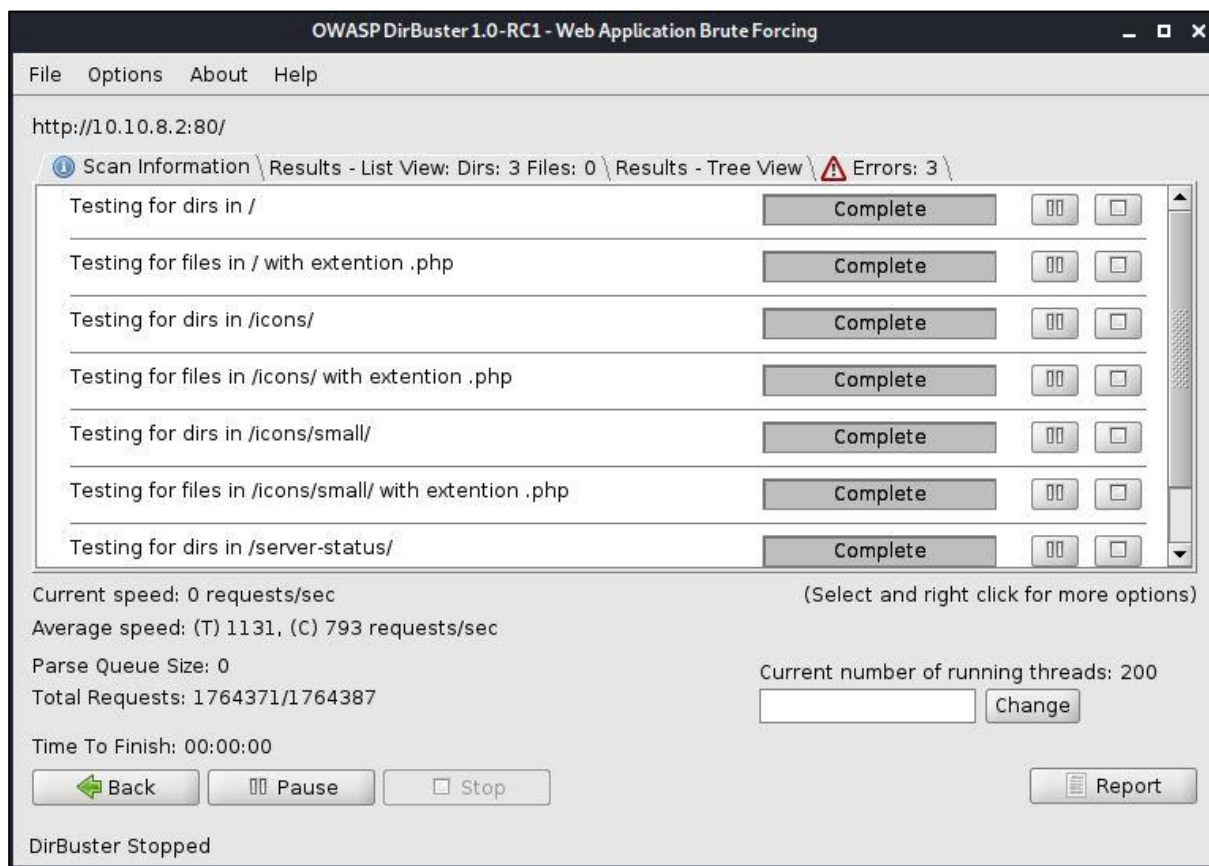 OWASP DirBuster 1.0-RC1 - Web Application Brute Forcing
File Options About Help
http://10.10.8.2:80/
Scan Information Results - List View: Dirs: 3 Files: 0 Results - Tree View Errors: 3
Testing for dirs in / Complete
Testing for files in / with extention .php Complete
Testing for dirs in /icons/ Complete
Testing for files in /icons/ with extention .php Complete
Testing for dirs in /icons/small/ Complete
Testing for files in /icons/small/ with extention .php Complete
Testing for dirs in /server-status/ Complete
Current speed: 0 requests/sec (Select and right click for more options)
Average speed: (T) 1131, (C) 793 requests/sec
Parse Queue Size: 0
Current number of running threads: 200
Total Requests: 1764371/1764387
Change
Time To Finish: 00:00:00
Back Pause Stop Report
DirBuster Stopped